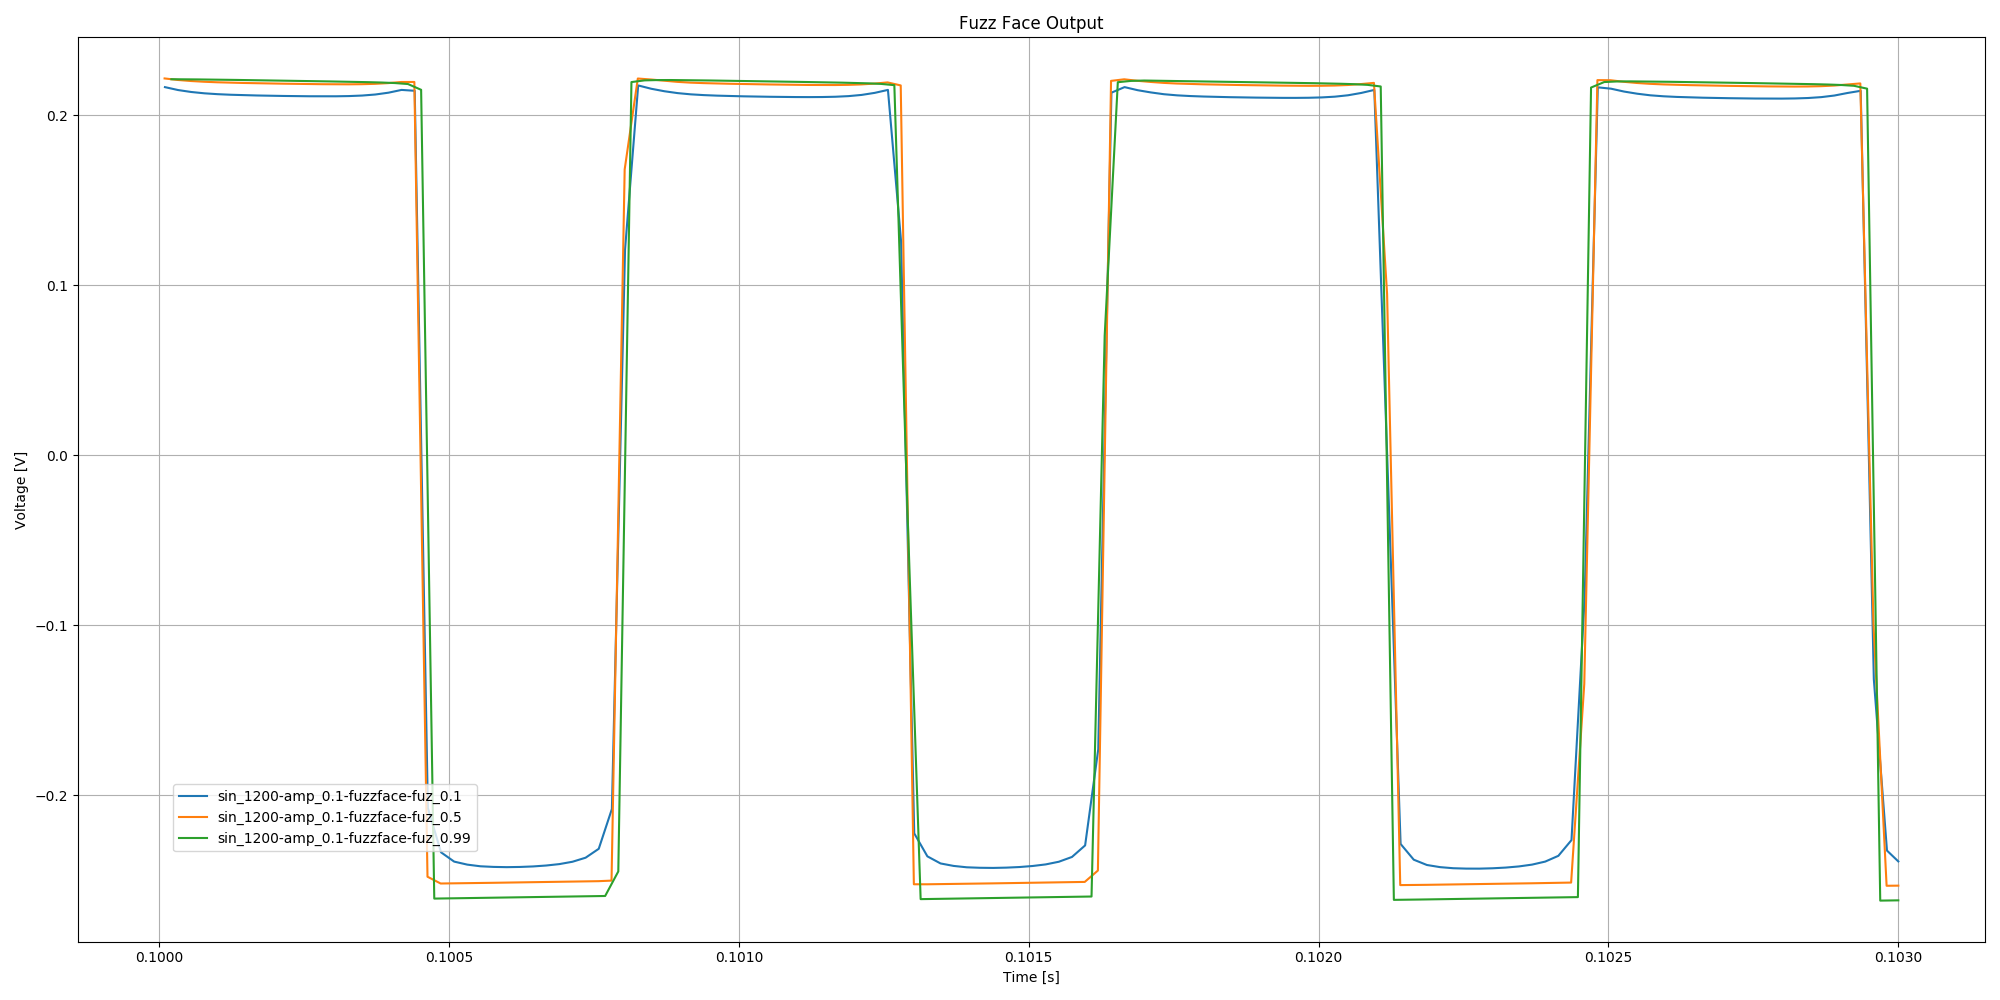 Fuzz Face Output
Voltage [V]
0.2
0.1
0.0
−0.1
−0.2
sin_1200-amp_0.1-fuzzface-fuz_0.1
sin_1200-amp_0.1-fuzzface-fuz_0.5
sin_1200-amp_0.1-fuzzface-fuz_0.99
0.1000 0.1005 0.1010 0.1015 0.1020 0.1025 0.1030
Time [s]